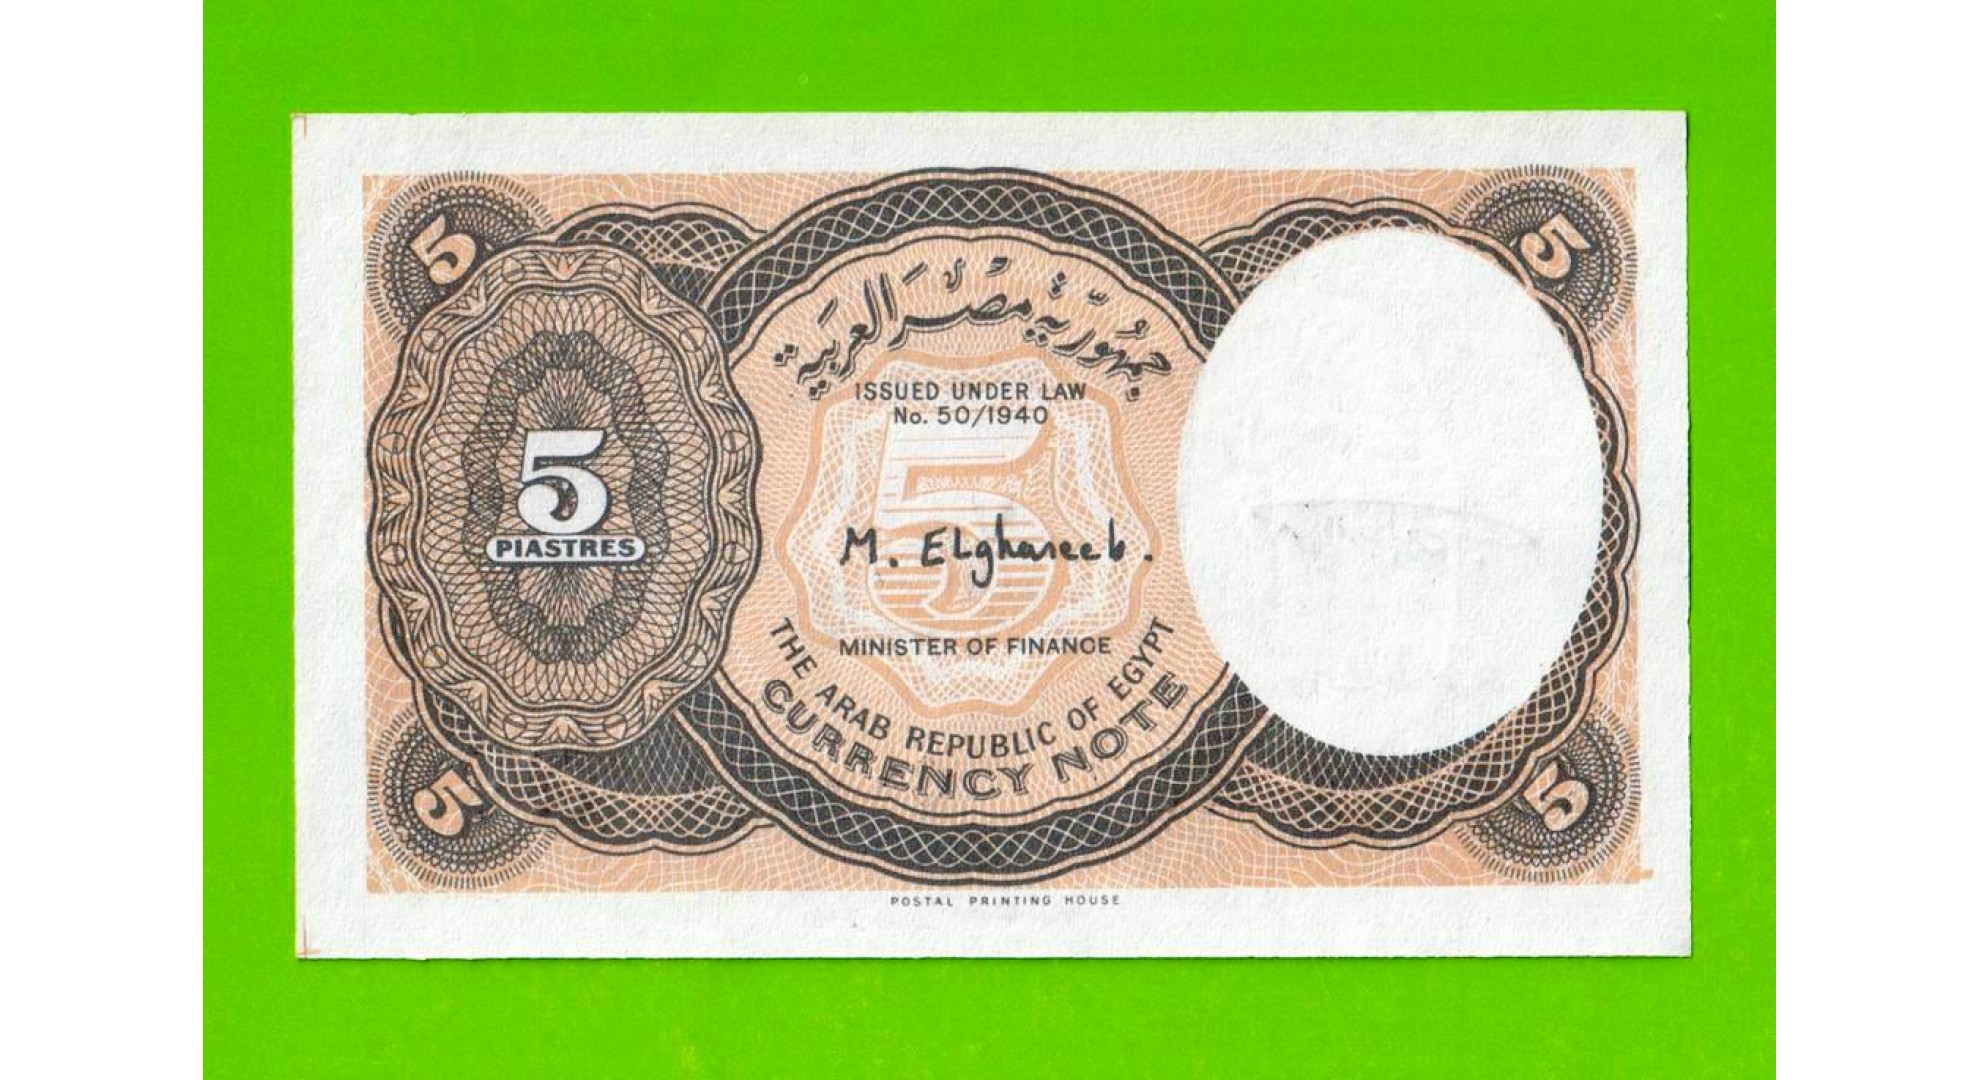 5
5
جمهورية مصر العربية
ISSUED UNDER LAW
No. 50/1940
5
5
PIASTRES
M. ELghareeb.
MINISTER OF FINANCE
THE ARAB REPUBLIC OF EGYPT
CURRENCY NOTE
5
5
POSTAL PRINTING HOUSE